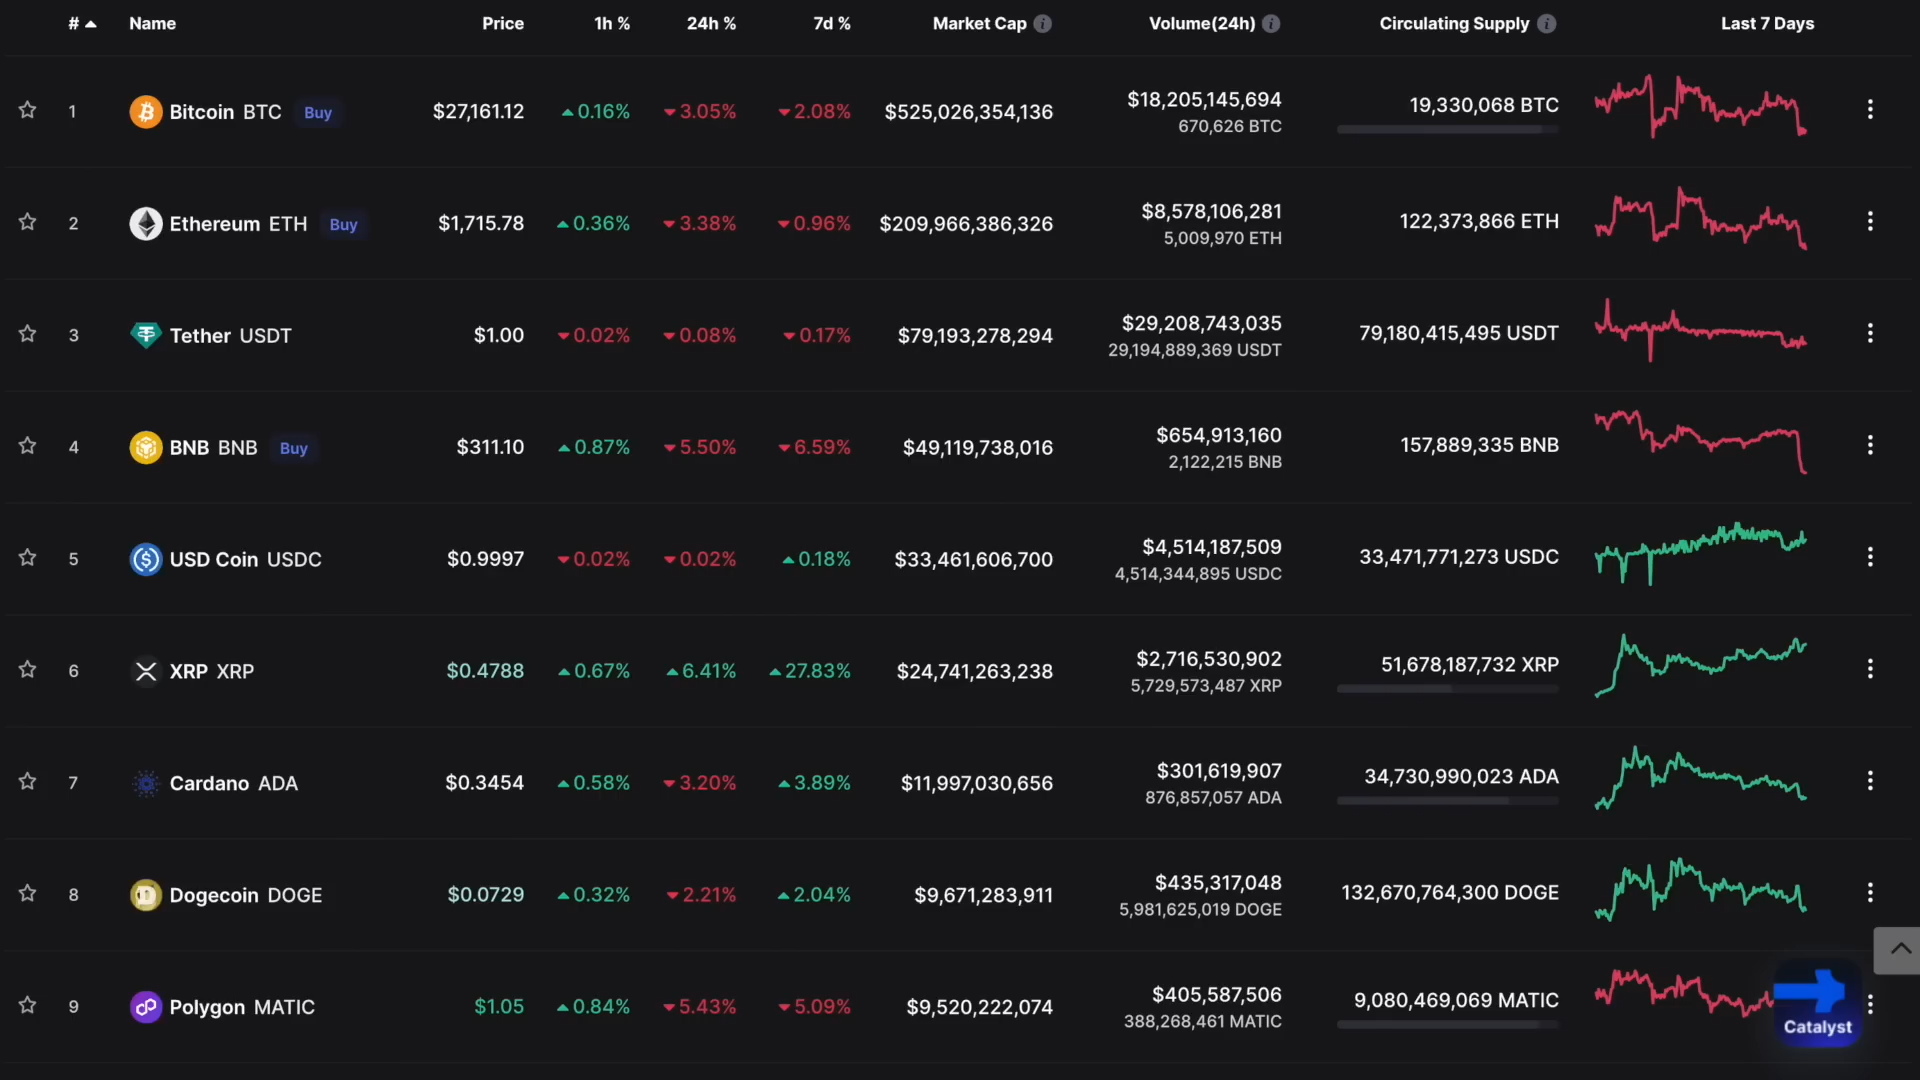 # Name Price 1h % 24h % 7d % Market Cap Volume(24h) Circulating Supply Last 7 Days
1 Bitcoin BTC Buy $27,161.12 0.16% 3.05% 2.08% $525,026,354,136 $18,205,145,694 19,330,068 BTC
670,626 BTC
2 Ethereum ETH Buy $1,715.78 0.36% 3.38% 0.96% $209,966,386,326 $8,578,106,281 122,373,866 ETH
5,009,970 ETH
3 Tether USDT $1.00 0.02% 0.08% 0.17% $79,193,278,294 $29,208,743,035 79,180,415,495 USDT
29,194,889,369 USDT
4 BNB BNB Buy $311.10 0.87% 5.50% 6.59% $49,119,738,016 $654,913,160 157,889,335 BNB
2,122,215 BNB
5 USD Coin USDC $0.9997 0.02% 0.02% 0.18% $33,461,606,700 $4,514,187,509 33,471,771,273 USDC
4,514,344,895 USDC
6 XRP XRP $0.4788 0.67% 6.41% 27.83% $24,741,263,238 $2,716,530,902 51,678,187,732 XRP
5,729,573,487 XRP
7 Cardano ADA $0.3454 0.58% 3.20% 3.89% $11,997,030,656 $301,619,907 34,730,990,023 ADA
876,857,057 ADA
8 Dogecoin DOGE $0.0729 0.32% 2.21% 2.04% $9,671,283,911 $435,317,048 132,670,764,300 DOGE
5,981,625,019 DOGE
9 Polygon MATIC $1.05 0.84% 5.43% 5.09% $9,520,222,074 $405,587,506 9,080,469,069 MATIC
388,268,461 MATIC
Catalyst